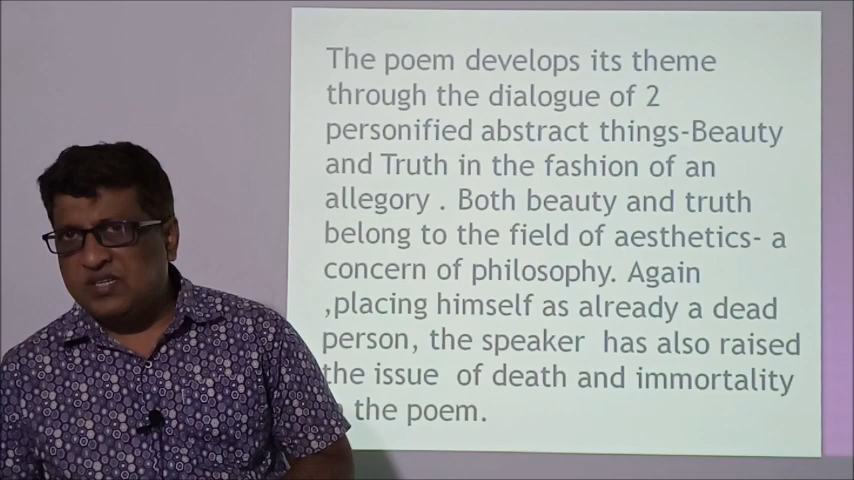 The poem develops its theme
through the dialogue of 2
personified abstract things-Beauty
and Truth in the fashion of an
allegory . Both beauty and truth
belong to the field of aesthetics- a
concern of philosophy. Again
,placing himself as already a dead
person, the speaker has also raised
the issue of death and immortality
the poem.